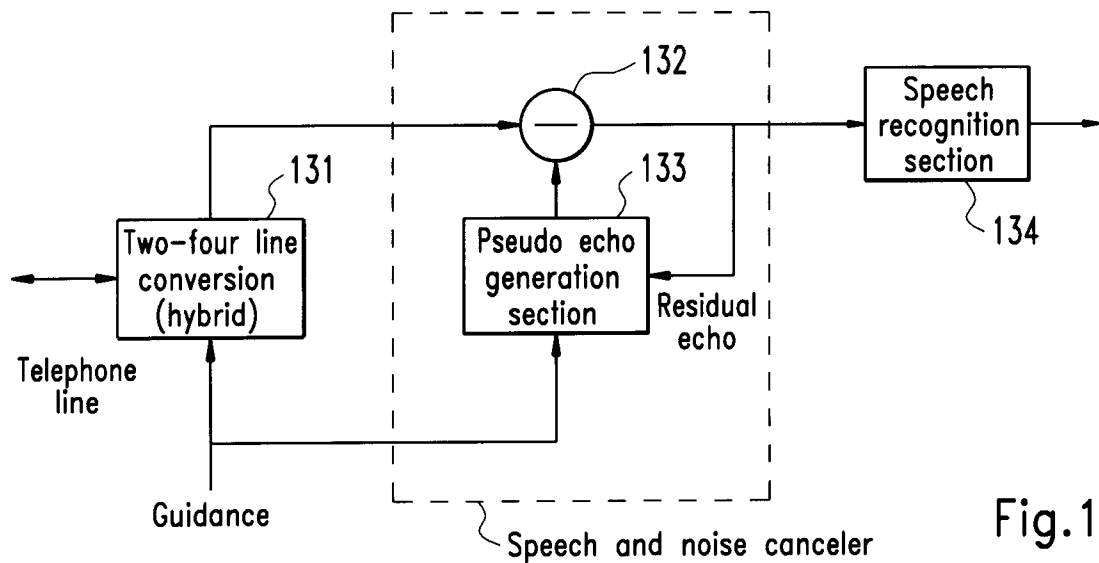 132
Speech
recognition
section
134
131
Two-four line
conversion
(hybrid)
133
Pseudo echo
generation
section
Residual
echo
Telephone
line
Guidance
Speech and noise canceler
Fig.1